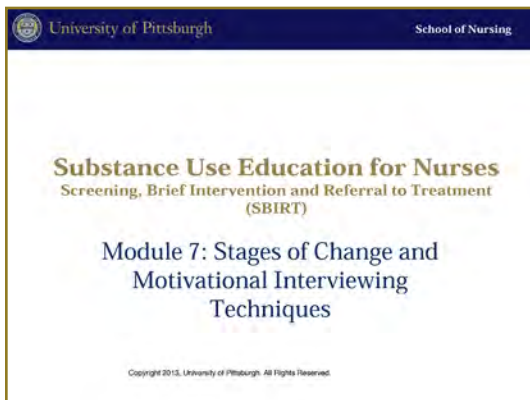 University of Pittsburgh
School of Nursing
Substance Use Education for Nurses
Screening, Brief Intervention and Referral to Treatment
(SBIRT)
Module 7: Stages of Change and
Motivational Interviewing
Techniques
Copyright 2013, University of Pittsburgh. All Rights Reserved.